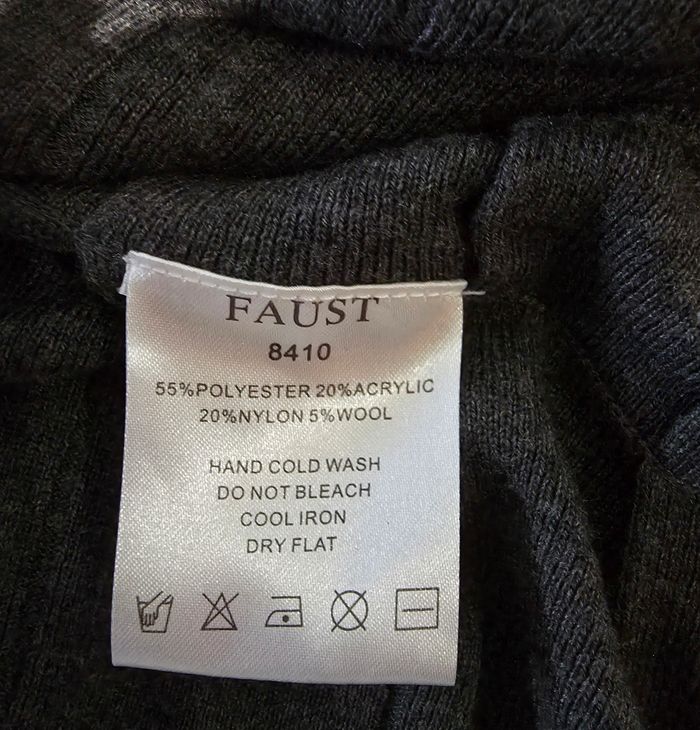 FAUST
8410
55%POLYESTER 20%ACRYLIC
20%NYLON 5%WOOL
HAND COLD WASH
DO NOT BLEACH
COOL IRON
DRY FLAT